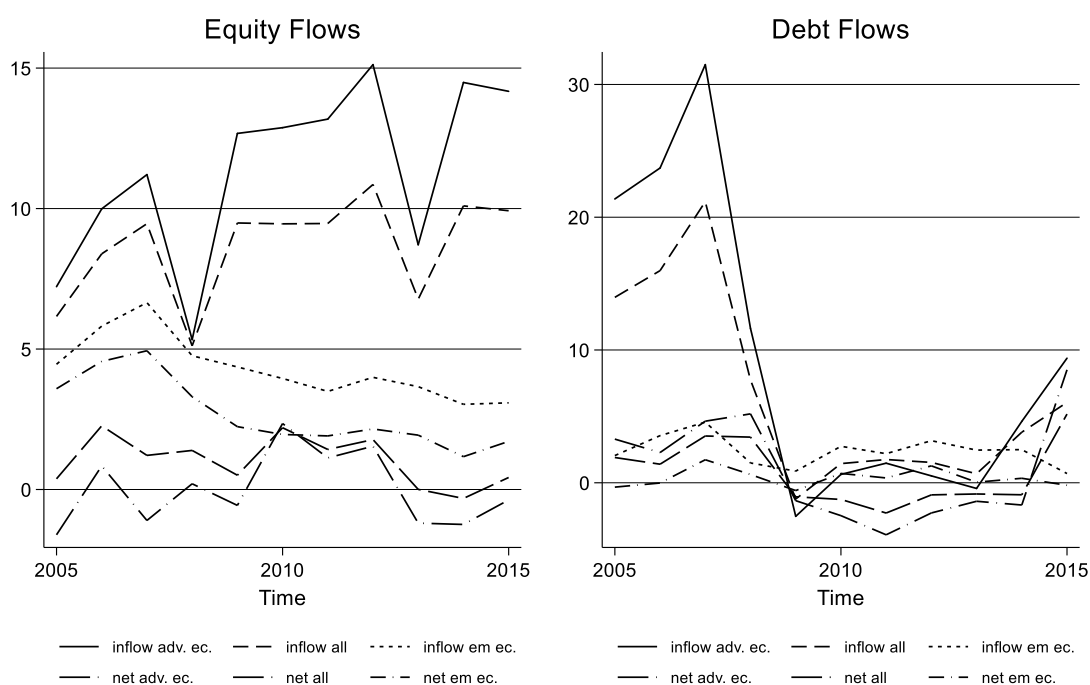 Equity Flows
15
10
5
0
2005 2010 2015
Time
inflow adv. ec. inflow all inflow em ec.
net adv. ec. net all net em ec.
Debt Flows
30
20
10
0
2005 2010 2015
Time
inflow adv. ec. inflow all inflow em ec.
net adv. ec. net all net em ec.